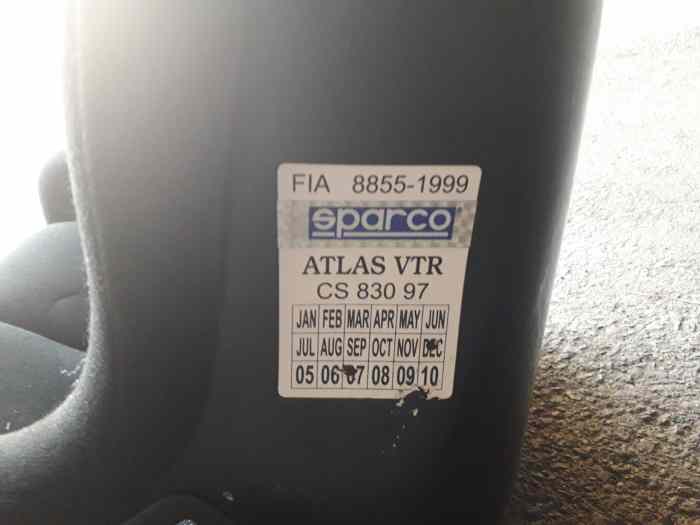 FIA 8855-1999
sparco
ATLAS VTR
CS 830 97
JAN FEB MAR APR MAY JUN
JUL AUG SEP OCT NOV DEC
05 06 07 08 09 10